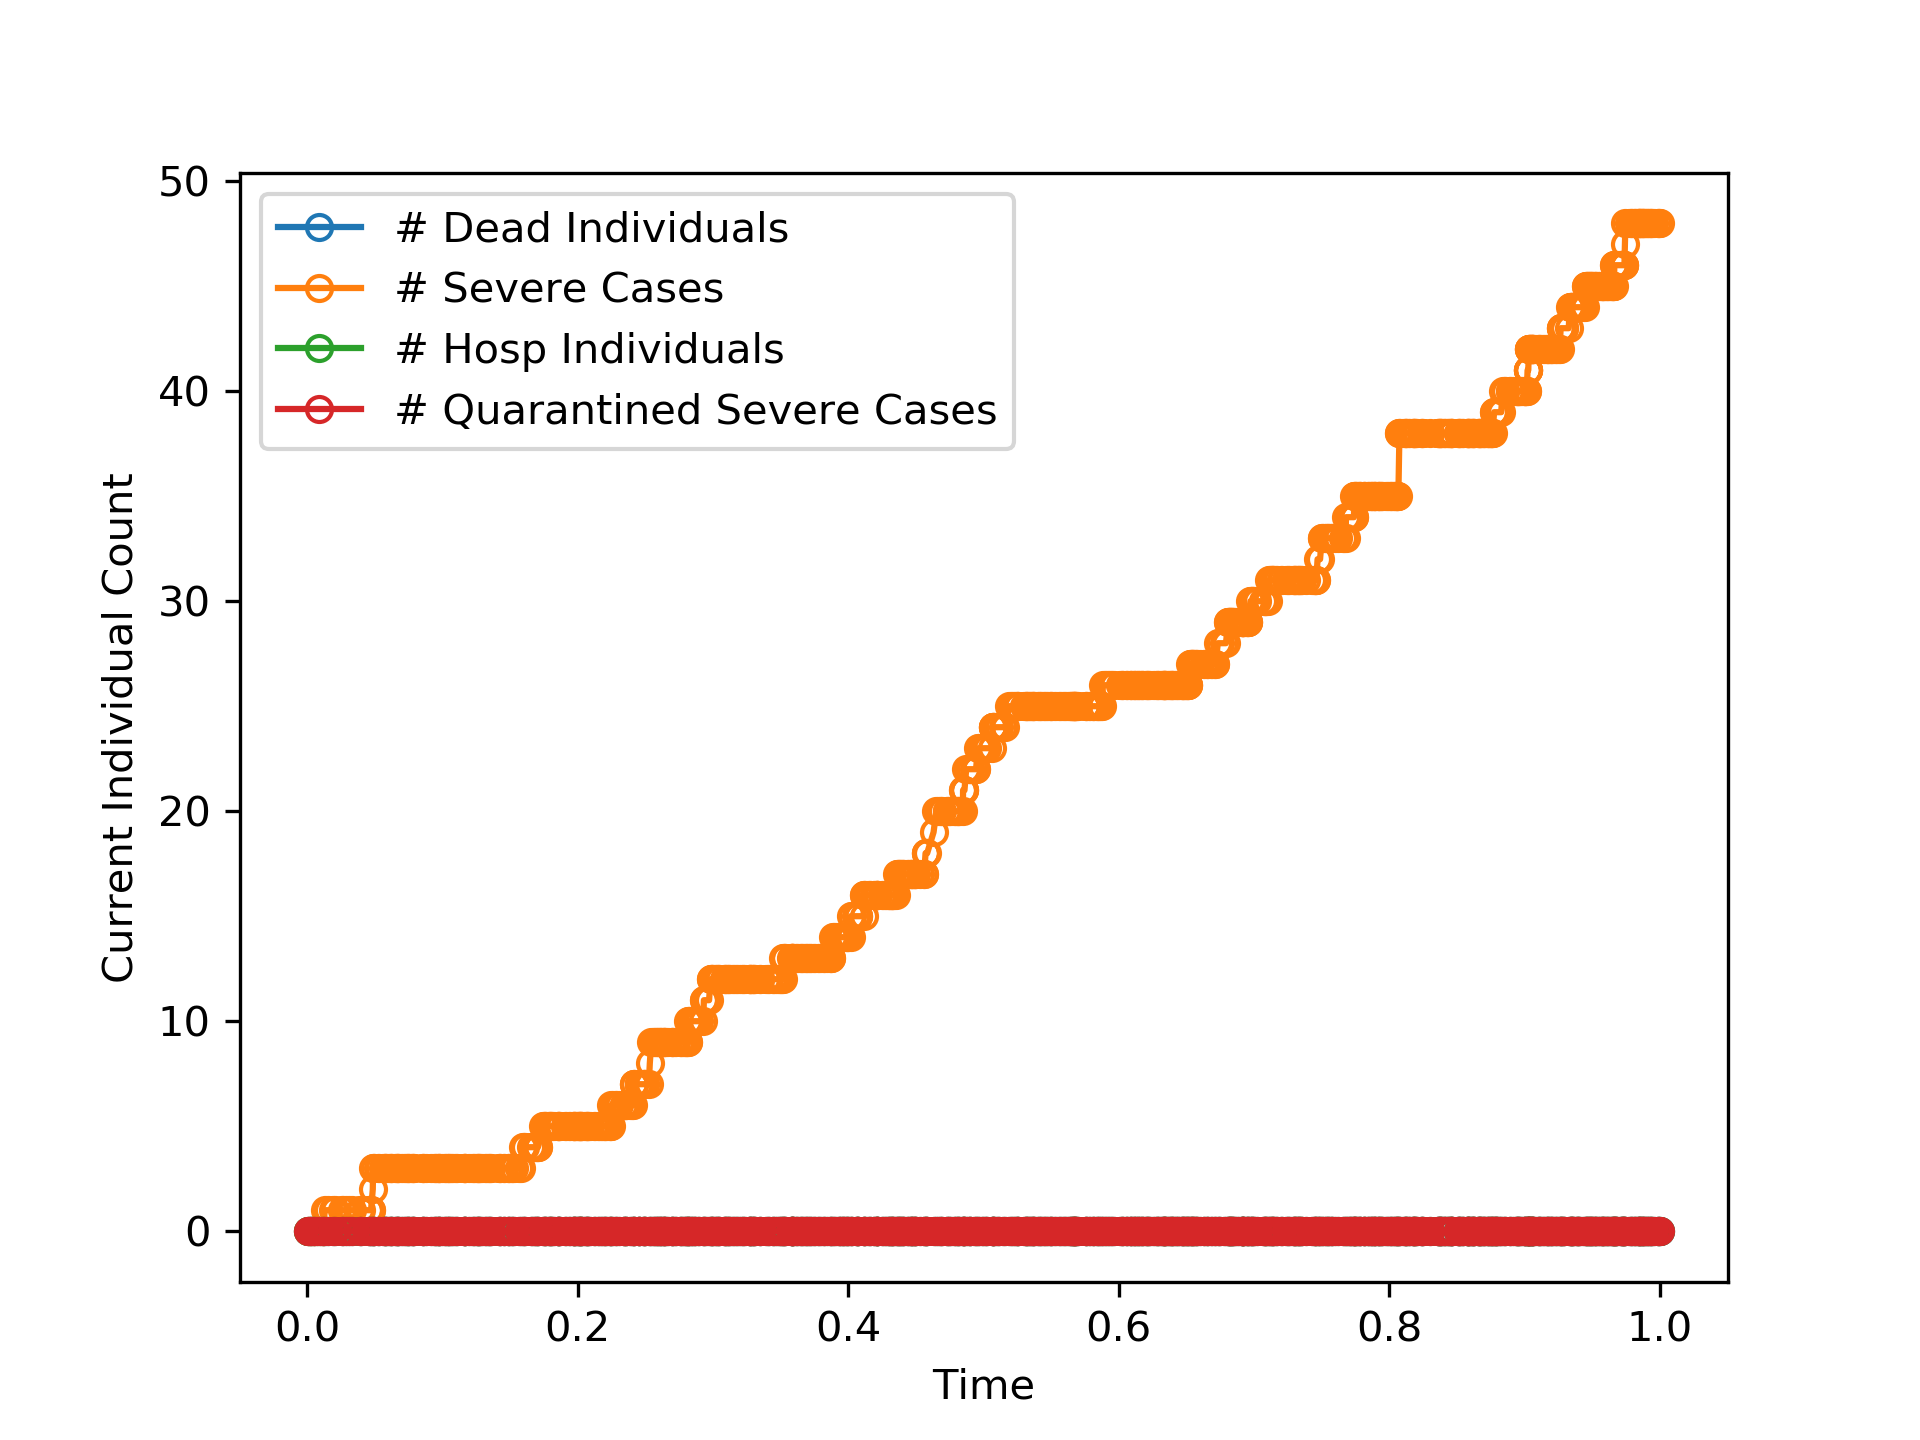 # Dead Individuals
# Severe Cases
# Hosp Individuals
# Quarantined Severe Cases
Current Individual Count
50
40
30
20
10
0
0.0 0.2 0.4 0.6 0.8 1.0
Time